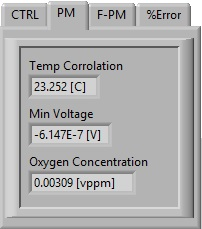 CTRL PM F-PM %Error
Temp Corrolation
23.252 [C]
Min Voltage
-6.147E-7 [V]
Oxygen Concentration
0.00309 [vppm]